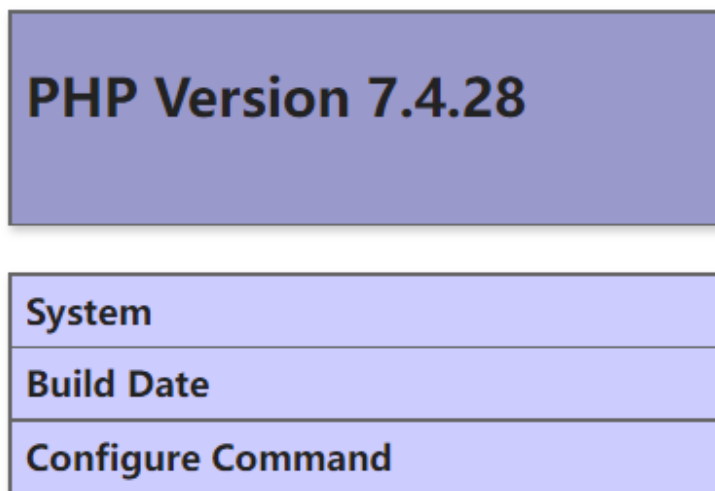 PHP Version 7.4.28
System
Build Date
Configure Command